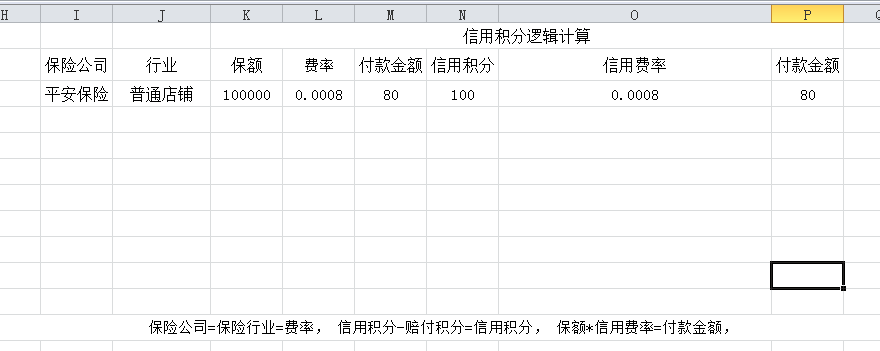 H I J K L M N O P Q
信用积分逻辑计算
保险公司 行业 保额 费率 付款金额 信用积分 信用费率 付款金额
平安保险 普通店铺 100000 0.0008 80 100 0.0008 80
保险公司=保险行业=费率， 信用积分-赔付积分=信用积分， 保额*信用费率=付款金额，